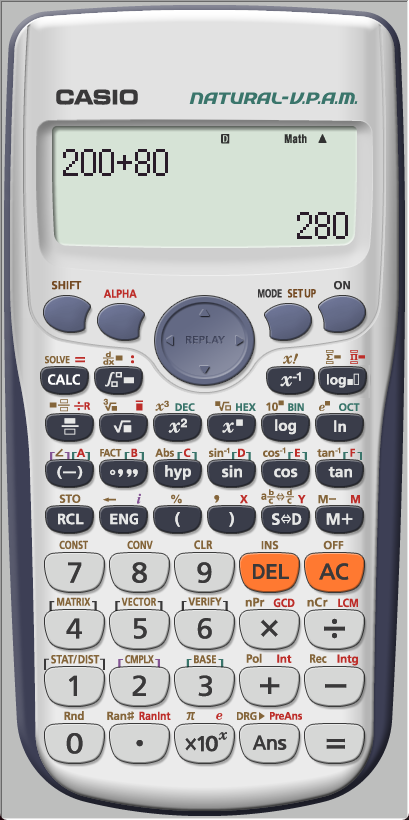 CASIO NATURAL-V.P.A.M.
D Math ▲
200+80
280
SHIFT ALPHA MODE SETUP ON
REPLAY
SOLVE = d/dx■ : x! Σ■ Π■
CALC ∫■ x⁻¹ log■□
■⊟ ÷R ³√■ x³ DEC ■√□ HEX 10■ BIN e■ OCT
√■ x² x■ log ln
[∠] [A] FACT [B] Abs [C] sin⁻¹ [D] cos⁻¹ [E] tan⁻¹ [F]
(−) °,,, hyp sin cos tan
STO ← i % , X a b/c⇔d/c Y M− M
RCL ENG ( ) S⇔D M+
CONST CONV CLR INS OFF
7 8 9 DEL AC
[MATRIX] [VECTOR] [VERIFY] nPr GCD nCr LCM
4 5 6 × ÷
[STAT/DIST] [CMPLX] [BASE] Pol Int Rec Intg
1 2 3 + −
Rnd Ran# RanInt π e DRG▶ PreAns
0 • ×10ˣ Ans =